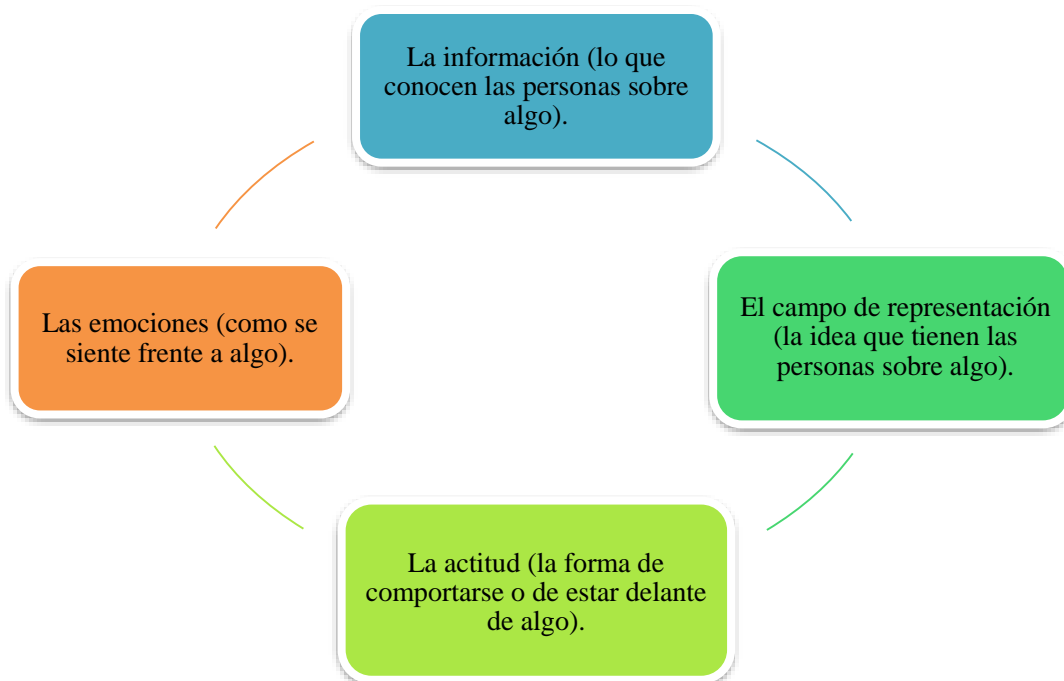 La información (lo que
conocen las personas sobre
algo).
El campo de representación
(la idea que tienen las
personas sobre algo).
La actitud (la forma de
comportarse o de estar delante
de algo).
Las emociones (como se
siente frente a algo).